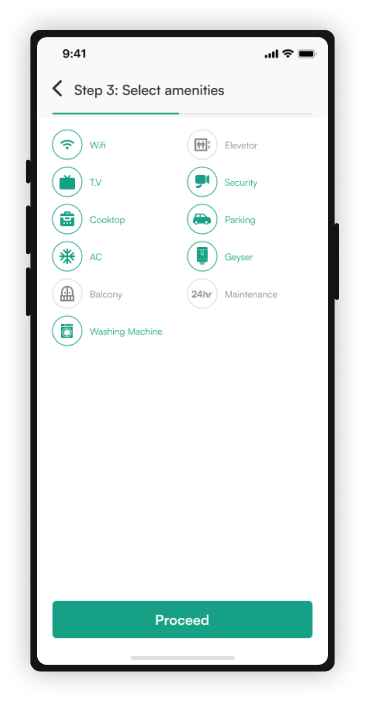 9:41
Step 3: Select amenities
Wifi
Elevetor
T.V
Security
Cooktop
Parking
AC
Geyser
Balcony
24hr Maintenance
Washing Machine
Proceed